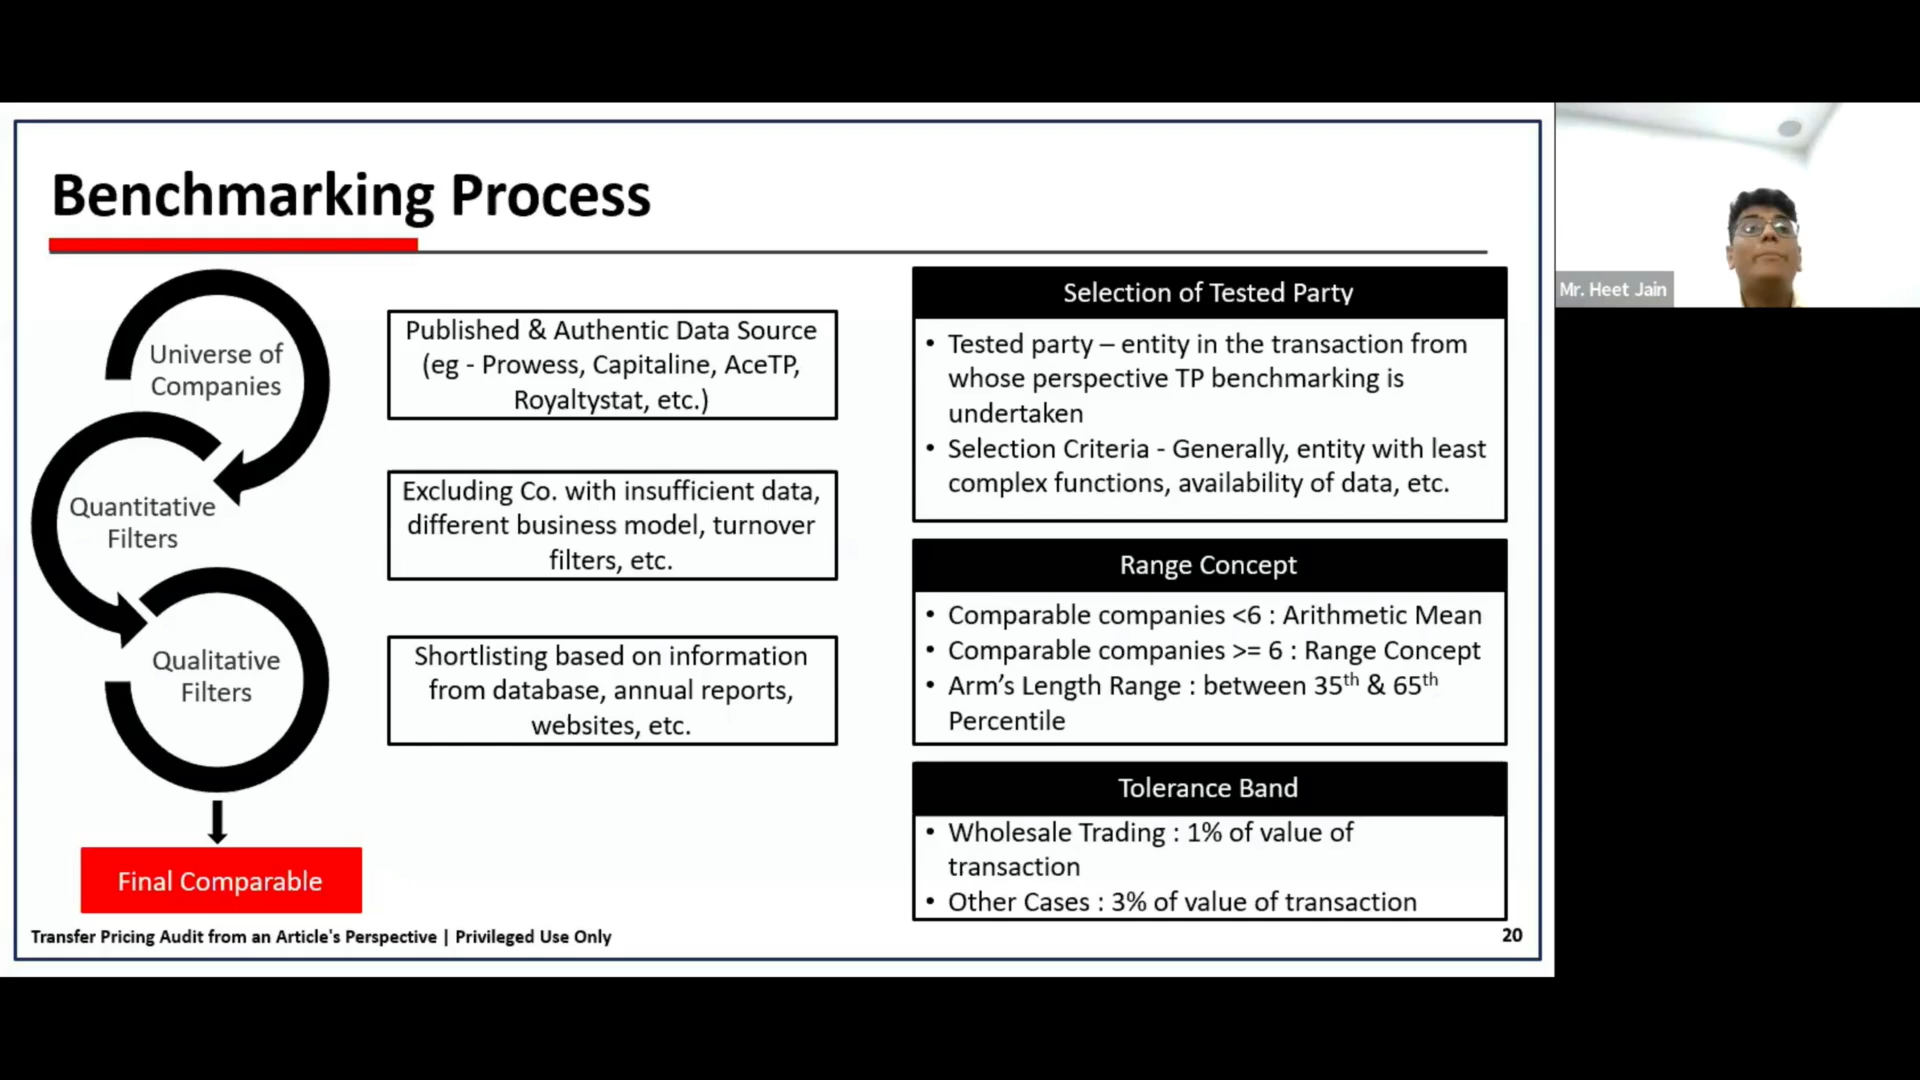 Benchmarking Process
Universe of
Companies
Published & Authentic Data Source
(eg - Prowess, Capitaline, AceTP,
Royaltystat, etc.)
Quantitative
Filters
Excluding Co. with insufficient data,
different business model, turnover
filters, etc.
Qualitative
Filters
Shortlisting based on information
from database, annual reports,
websites, etc.
Final Comparable
Selection of Tested Party
• Tested party – entity in the transaction from
whose perspective TP benchmarking is
undertaken
• Selection Criteria - Generally, entity with least
complex functions, availability of data, etc.
Range Concept
• Comparable companies <6 : Arithmetic Mean
• Comparable companies >= 6 : Range Concept
• Arm’s Length Range : between 35th & 65th
Percentile
Tolerance Band
• Wholesale Trading : 1% of value of
transaction
• Other Cases : 3% of value of transaction
Transfer Pricing Audit from an Article's Perspective | Privileged Use Only
20
Mr. Heet Jain